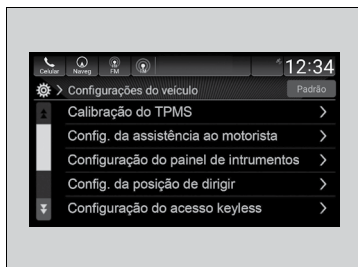 Celular Naveg FM 12:34
Configurações do veículo Padrão
Calibração do TPMS
Config. da assistência ao motorista
Configuração do painel de intrumentos
Config. da posição de dirigir
Configuração do acesso keyless